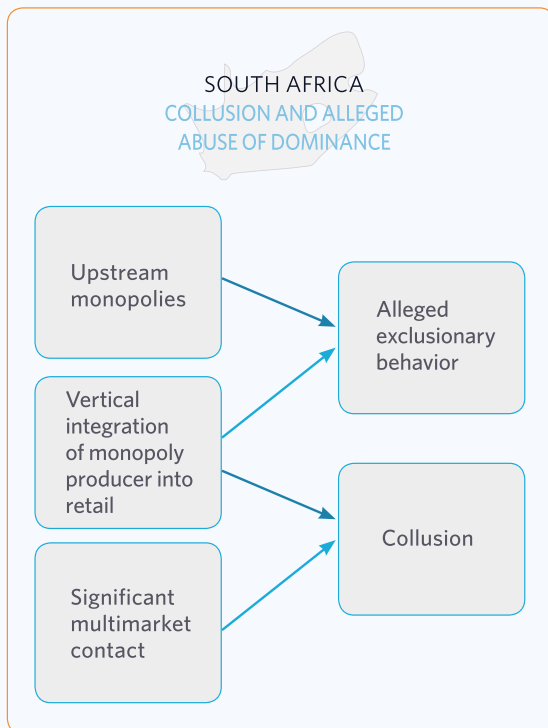 SOUTH AFRICA
COLLUSION AND ALLEGED
ABUSE OF DOMINANCE
Upstream
monopolies
Alleged
exclusionary
behavior
Vertical
integration
of monopoly
producer into
retail
Collusion
Significant
multimarket
contact